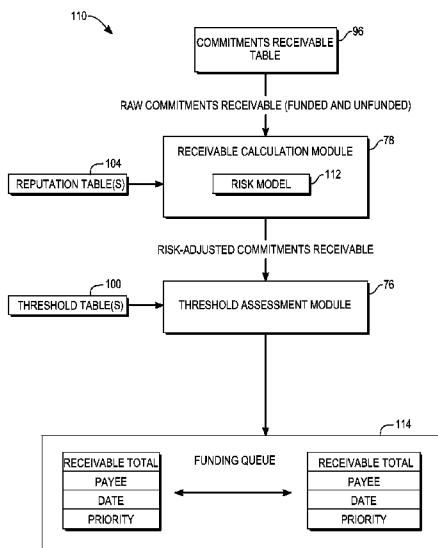 110
96
COMMITMENTS RECEIVABLE
TABLE
RAW COMMITMENTS RECEIVABLE (FUNDED AND UNFUNDED)
78
RECEIVABLE CALCULATION MODULE
104
REPUTATION TABLE(S)
112
RISK MODEL
RISK-ADJUSTED COMMITMENTS RECEIVABLE
100
THRESHOLD TABLE(S)
76
THRESHOLD ASSESSMENT MODULE
114
FUNDING QUEUE
RECEIVABLE TOTAL
PAYEE
DATE
PRIORITY
RECEIVABLE TOTAL
PAYEE
DATE
PRIORITY